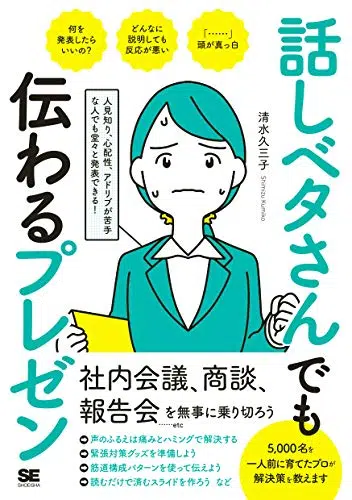 何を
発表したら
いいの？
どんなに
説明しても
反応が悪い
「……」
頭が真っ白
話しベタさんでも
伝わるプレゼン
清水久三子
Shimizu Kumiko
人見知り、心配性、アドリブが苦手
な人でも堂々と発表できる！
社内会議、商談、
報告会を無事に乗り切ろう
……etc
声のふるえは痛みとハミングで解決する
緊張対策グッズを準備しよう
筋道構成パターンを使って伝えよう
読むだけで済むスライドを作ろう など
5,000名を
一人前に育てたプロが
解決策を教えます
SE
SHOEISHA